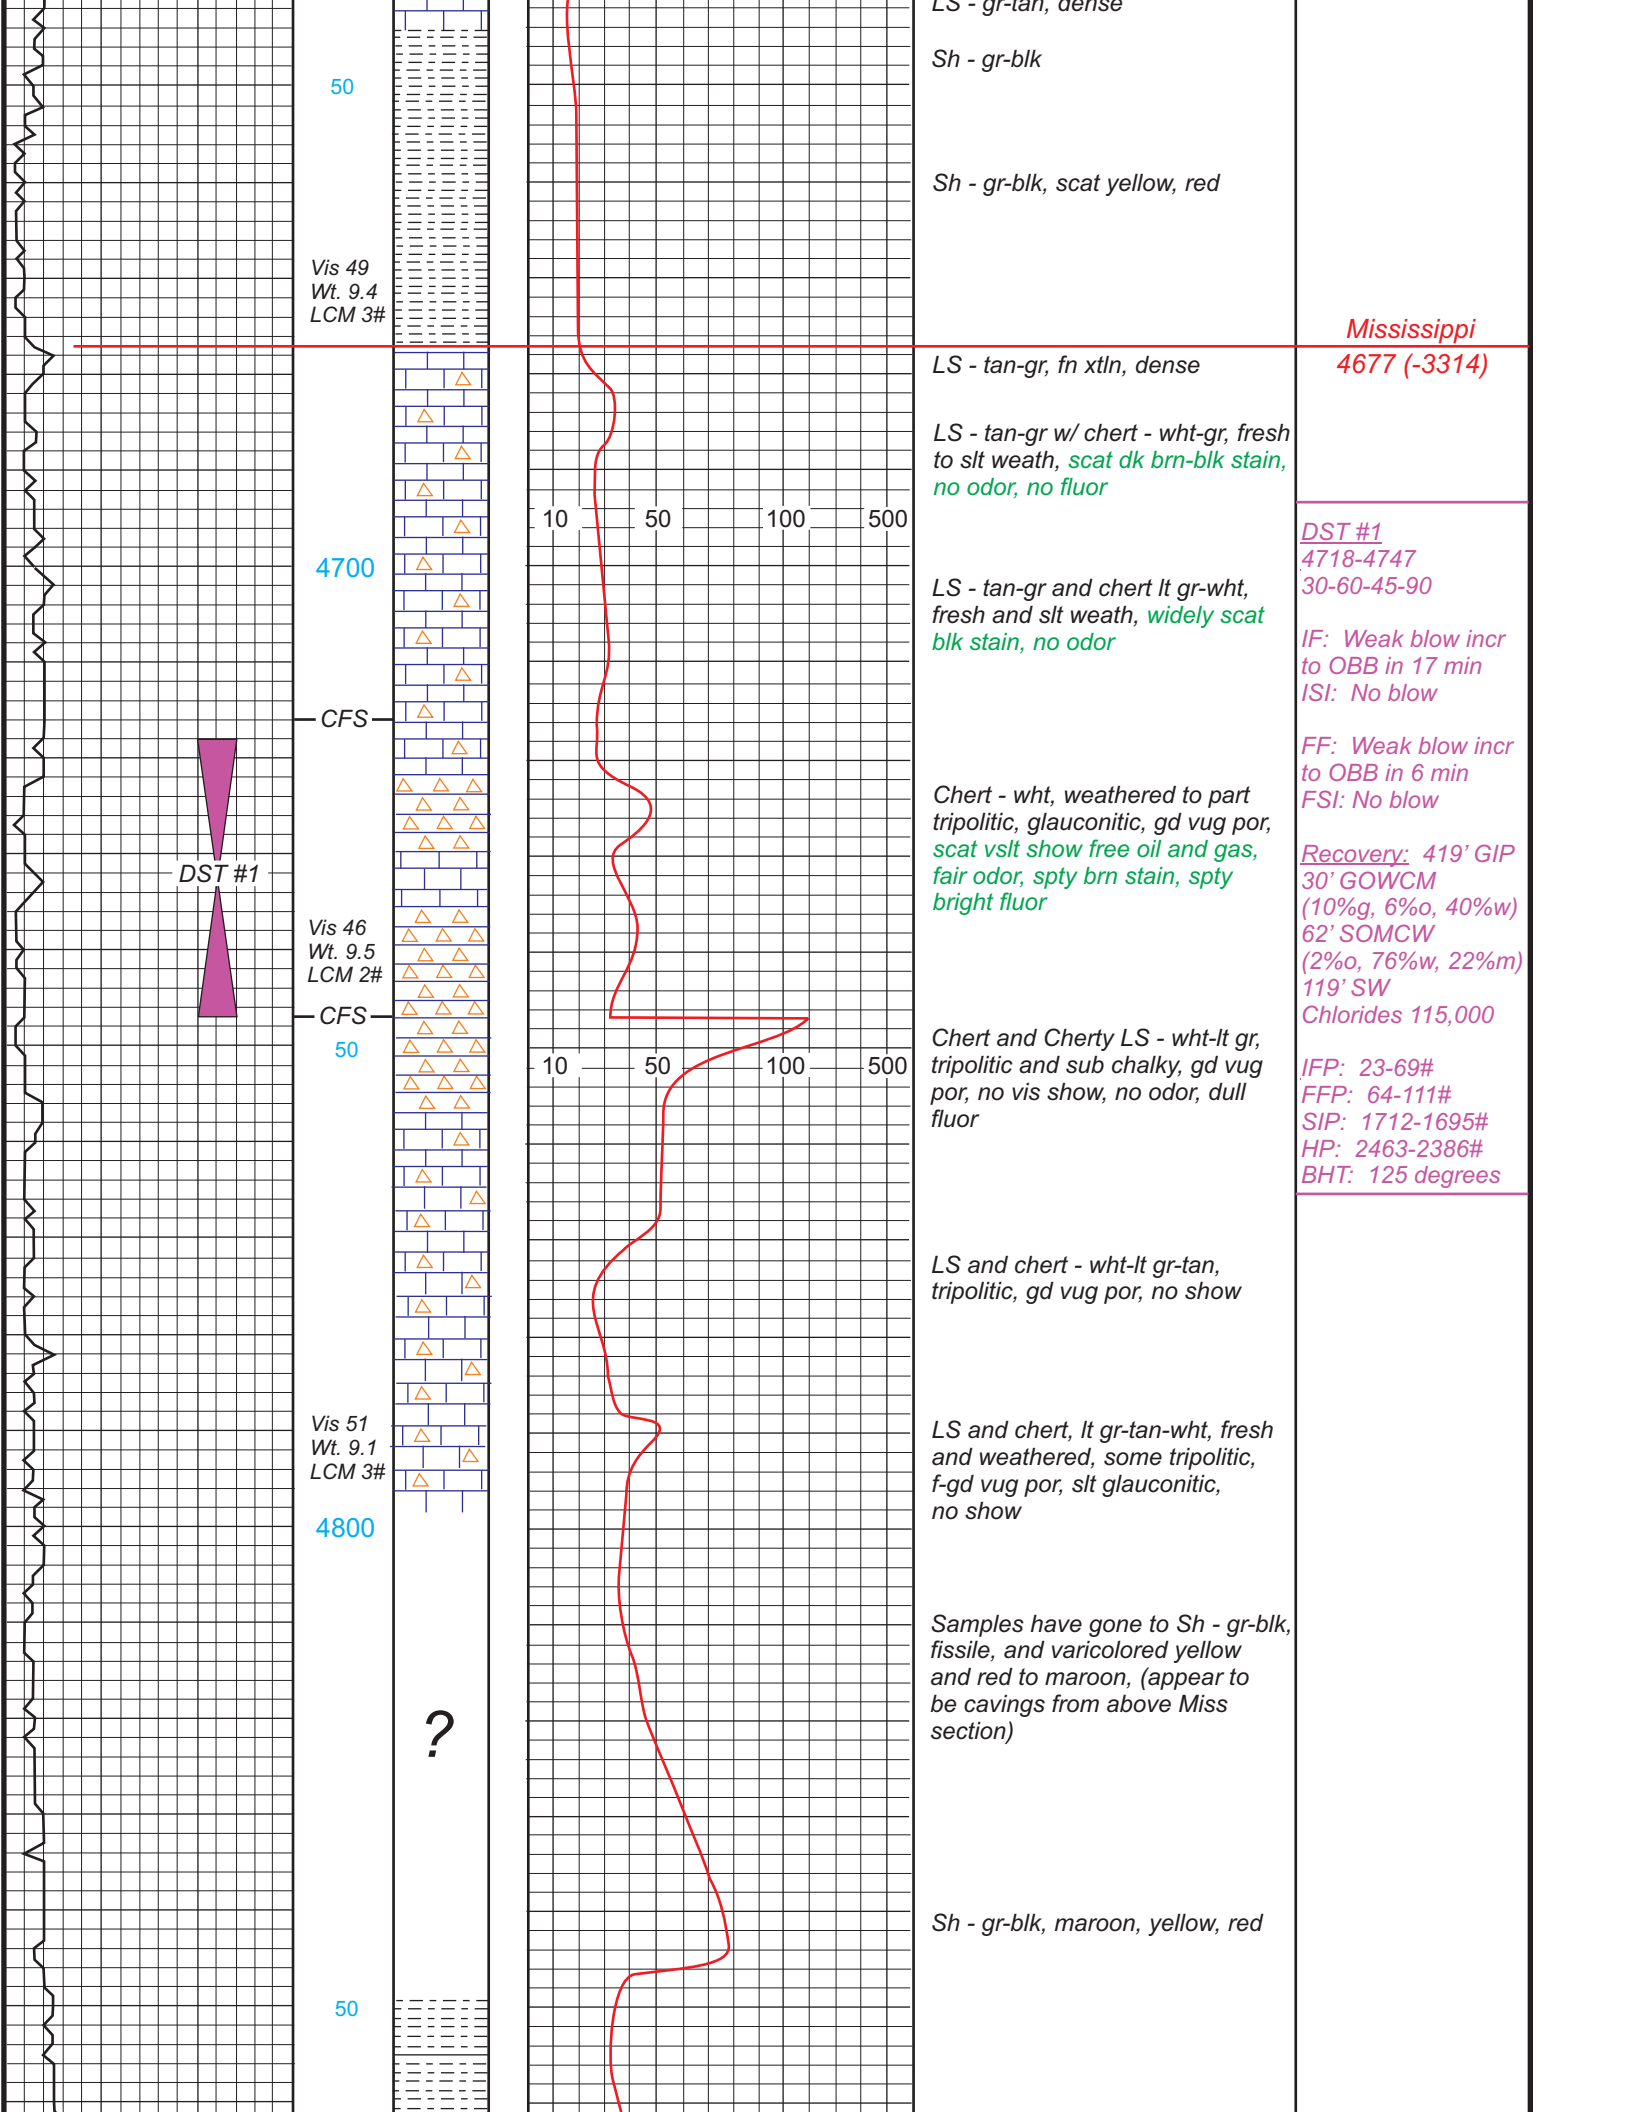 LS - gr-tan, dense
Sh - gr-blk
50
Sh - gr-blk, scat yellow, red
Vis 49
Wt. 9.4
LCM 3#
Mississippi
4677 (-3314)
LS - tan-gr, fn xtln, dense
LS - tan-gr w/ chert - wht-gr, fresh
to slt weath, scat dk brn-blk stain,
no odor, no fluor
10 50 100 500
4700
LS - tan-gr and chert lt gr-wht,
fresh and slt weath, widely scat
blk stain, no odor
DST #1
4718-4747
30-60-45-90
IF: Weak blow incr
to OBB in 17 min
ISI: No blow
FF: Weak blow incr
to OBB in 6 min
FSI: No blow
Recovery: 419' GIP
30' GOWCM
(10%g, 6%o, 40%w)
62' SOMCW
(2%o, 76%w, 22%m)
119' SW
Chlorides 115,000
IFP: 23-69#
FFP: 64-111#
SIP: 1712-1695#
HP: 2463-2386#
BHT: 125 degrees
CFS
Chert - wht, weathered to part
tripolitic, glauconitic, gd vug por,
scat vslt show free oil and gas,
fair odor, spty brn stain, spty
bright fluor
DST #1
Vis 46
Wt. 9.5
LCM 2#
CFS
50
10 50 100 500
Chert and Cherty LS - wht-lt gr,
tripolitic and sub chalky, gd vug
por, no vis show, no odor, dull
fluor
LS and chert - wht-lt gr-tan,
tripolitic, gd vug por, no show
Vis 51
Wt. 9.1
LCM 3#
LS and chert, lt gr-tan-wht, fresh
and weathered, some tripolitic,
f-gd vug por, slt glauconitic,
no show
4800
Samples have gone to Sh - gr-blk,
fissile, and varicolored yellow
and red to maroon, (appear to
be cavings from above Miss
section)
?
Sh - gr-blk, maroon, yellow, red
50